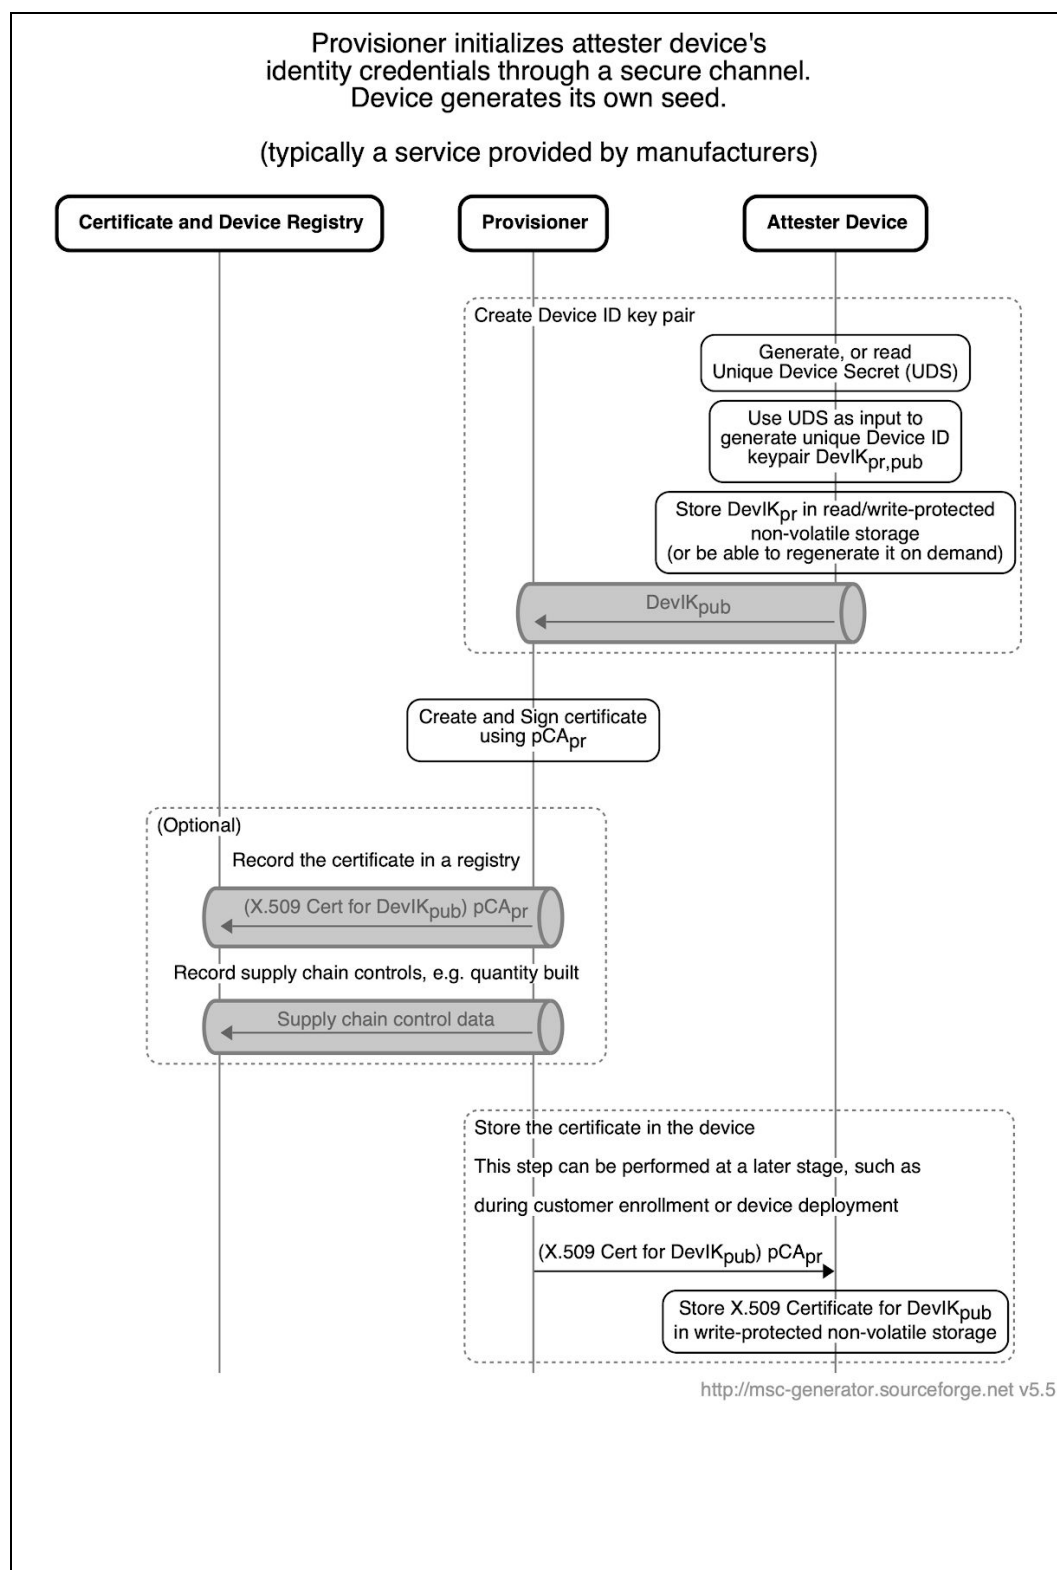 Provisioner initializes attester device's
identity credentials through a secure channel.
Device generates its own seed.
(typically a service provided by manufacturers)
Certificate and Device Registry
Provisioner
Attester Device
Create Device ID key pair
Generate, or read
Unique Device Secret (UDS)
Use UDS as input to
generate unique Device ID
keypair DevIKpr,pub
Store DevIKpr in read/write-protected
non-volatile storage
(or be able to regenerate it on demand)
DevIKpub
Create and Sign certificate
using pCApr
(Optional)
Record the certificate in a registry
(X.509 Cert for DevIKpub) pCApr
Record supply chain controls, e.g. quantity built
Supply chain control data
Store the certificate in the device
This step can be performed at a later stage, such as
during customer enrollment or device deployment
(X.509 Cert for DevIKpub) pCApr
Store X.509 Certificate for DevIKpub
in write-protected non-volatile storage
http://msc-generator.sourceforge.net v5.5